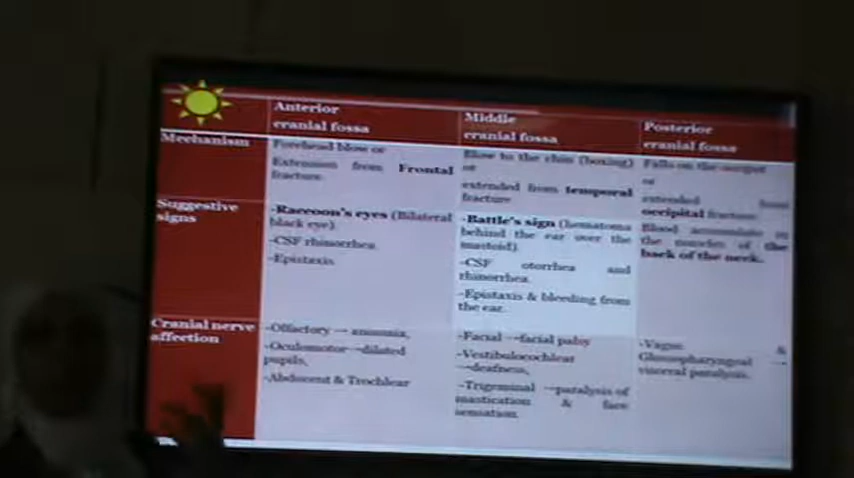 Anterior
cranial fossa
Middle
cranial fossa
Posterior
cranial fossa
Mechanism
Forehead blow or
Extension from Frontal
fracture
Blow to the chin (boxing)
or
extended from temporal
fracture
Falls on the occiput
or
extended from
occipital fracture
Suggestive
signs
-Raccoon's eyes (Bilateral
black eye).
-CSF rhinorrhea
-Epistaxis
-Battle's sign (hematoma
behind the ear over the
mastoid).
-CSF otorrhea and
rhinorrhea.
-Epistaxis & bleeding from
the ear.
Blood accumulate in
the muscles of the
back of the neck.
Cranial nerve
affection
-Olfactory → anosmia,
-Oculomotor→dilated
pupils,
-Abducent & Trochlear
-Facial →facial palsy
-Vestibulocochlear
→deafness,
-Trigeminal →paralysis of
mastication & face
sensation.
-Vagus &
Glossopharyngeal →
visceral paralysis.